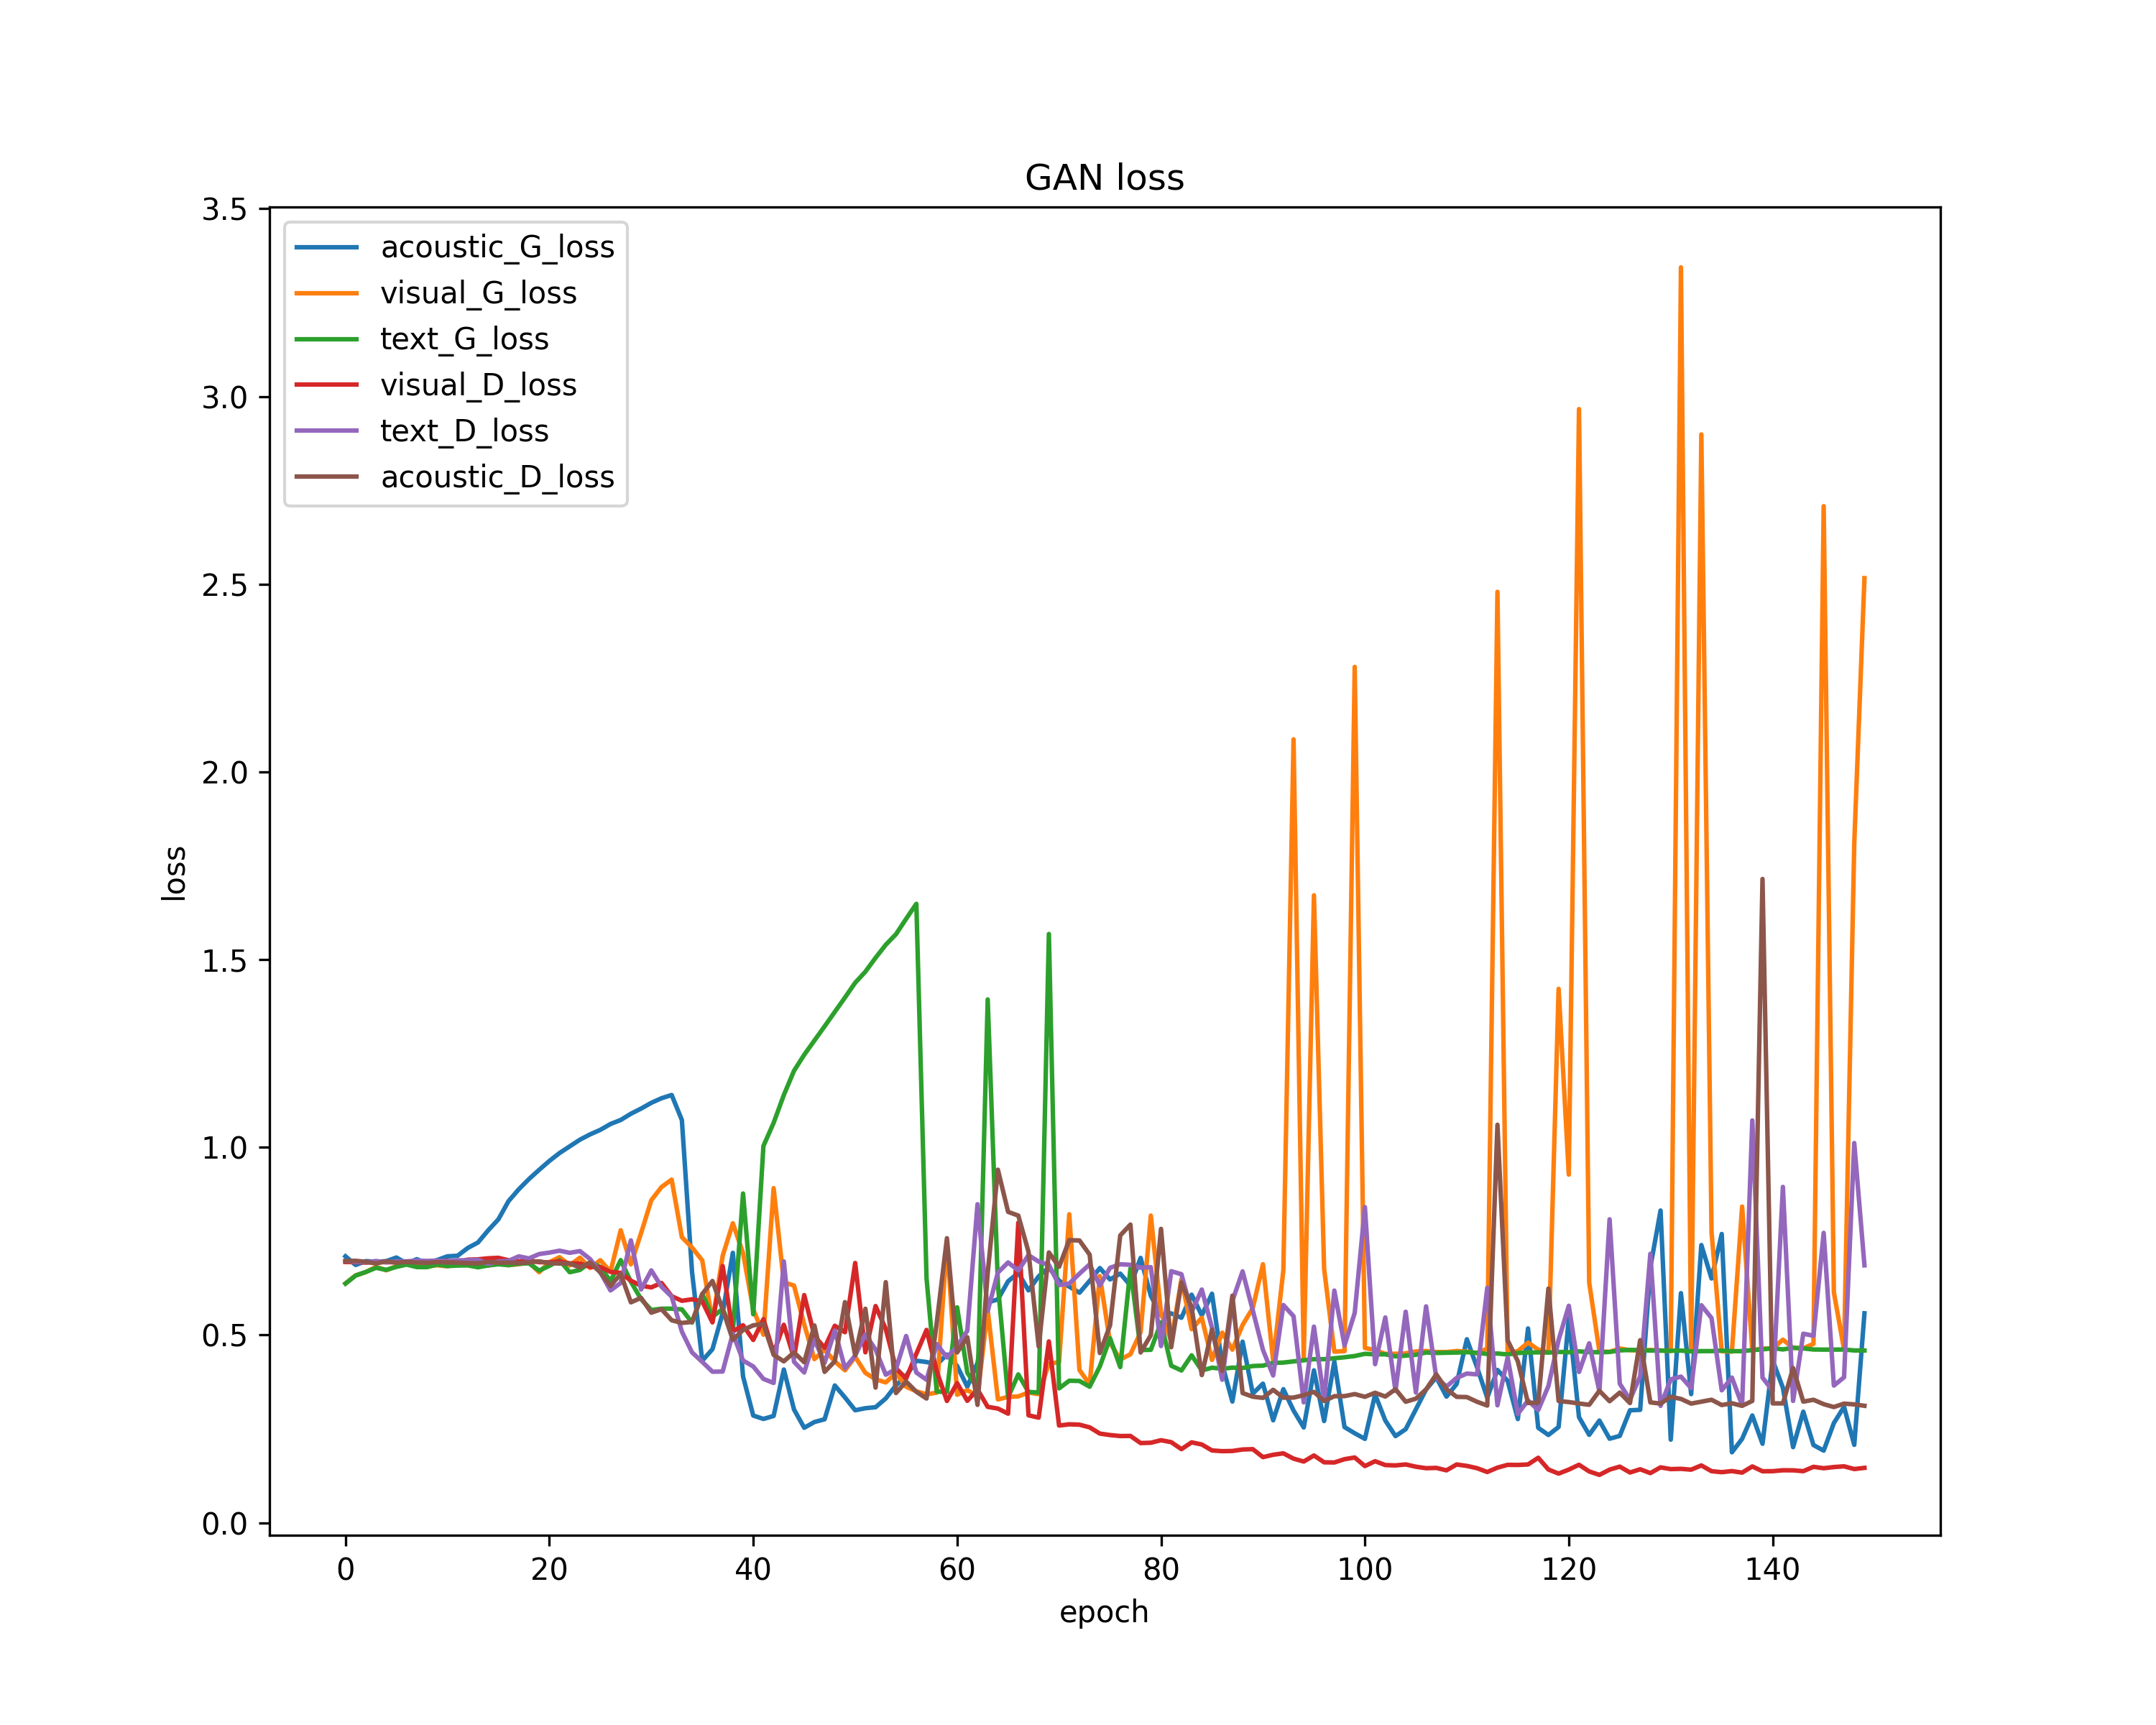 GAN loss
3.5
3.0
2.5
2.0
1.5
1.0
0.5
0.0
acoustic_G_loss
visual_G_loss
text_G_loss
visual_D_loss
text_D_loss
acoustic_D_loss
loss
0 20 40 60 80 100 120 140
epoch